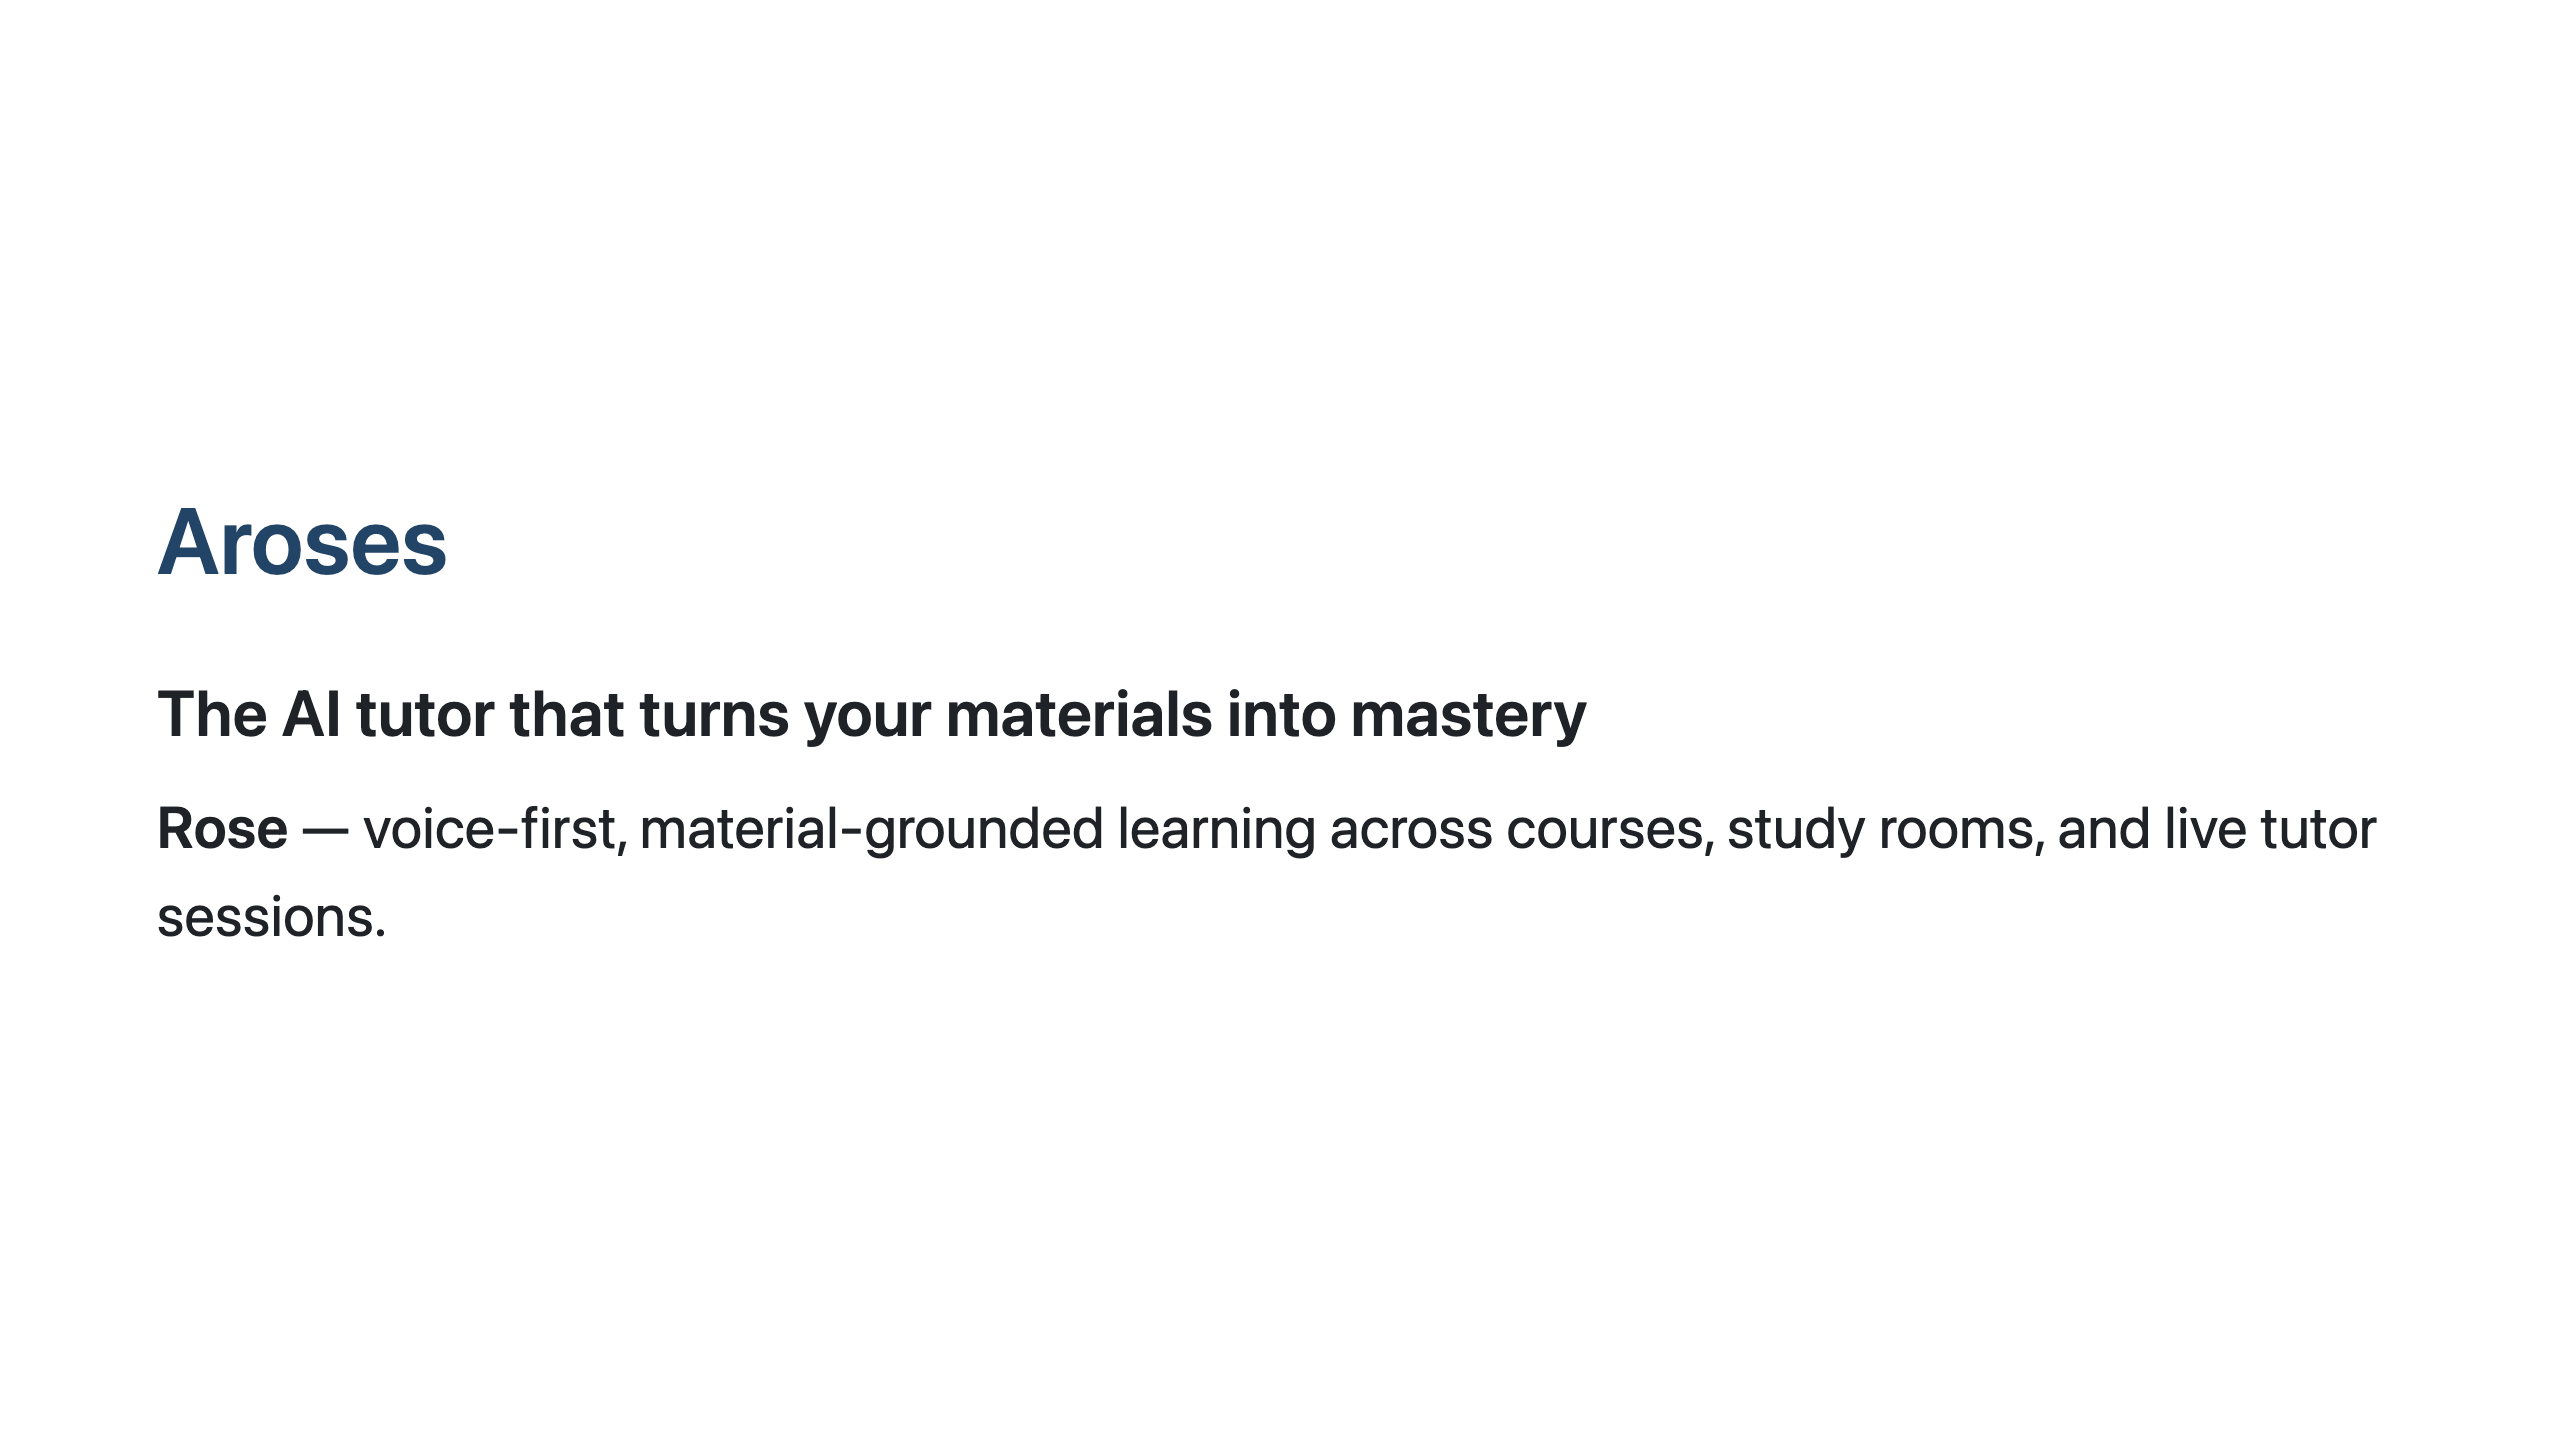 Aroses
The AI tutor that turns your materials into mastery
Rose — voice-first, material-grounded learning across courses, study rooms, and live tutor
sessions.